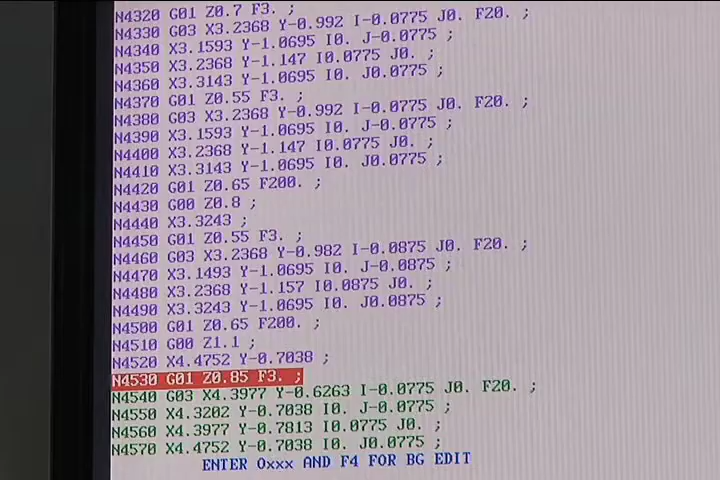 N4320 G01 Z0.7 F3. ;
N4330 G03 X3.2368 Y-0.992 I-0.0775 J0. F20. ;
N4340 X3.1593 Y-1.0695 I0. J-0.0775 ;
N4350 X3.2368 Y-1.147 I0.0775 J0. ;
N4360 X3.3143 Y-1.0695 I0. J0.0775 ;
N4370 G01 Z0.55 F3. ;
N4380 G03 X3.2368 Y-0.992 I-0.0775 J0. F20. ;
N4390 X3.1593 Y-1.0695 I0. J-0.0775 ;
N4400 X3.2368 Y-1.147 I0.0775 J0. ;
N4410 X3.3143 Y-1.0695 I0. J0.0775 ;
N4420 G01 Z0.65 F200. ;
N4430 G00 Z0.8 ;
N4440 X3.3243 ;
N4450 G01 Z0.55 F3. ;
N4460 G03 X3.2368 Y-0.982 I-0.0875 J0. F20. ;
N4470 X3.1493 Y-1.0695 I0. J-0.0875 ;
N4480 X3.2368 Y-1.157 I0.0875 J0. ;
N4490 X3.3243 Y-1.0695 I0. J0.0875 ;
N4500 G01 Z0.65 F200. ;
N4510 G00 Z1.1 ;
N4520 X4.4752 Y-0.7038 ;
N4530 G01 Z0.85 F3. ;
N4540 G03 X4.3977 Y-0.6263 I-0.0775 J0. F20. ;
N4550 X4.3202 Y-0.7038 I0. J-0.0775 ;
N4560 X4.3977 Y-0.7813 I0.0775 J0. ;
N4570 X4.4752 Y-0.7038 I0. J0.0775 ;
ENTER Oxxx AND F4 FOR BG EDIT